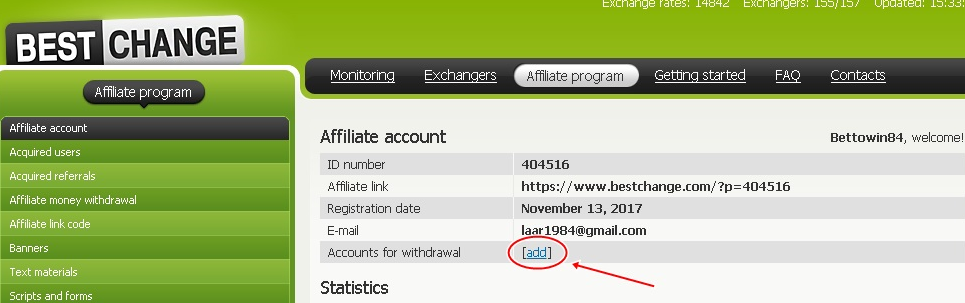 Exchange rates: 14842 Exchangers: 155/157 Updated: 15:33:
BEST CHANGE
Monitoring Exchangers Affiliate program Getting started FAQ Contacts
Affiliate program
Affiliate account
Acquired users
Acquired referrals
Affiliate money withdrawal
Affiliate link code
Banners
Text materials
Scripts and forms
Affiliate account Bettowin84, welcome!
ID number 404516
Affiliate link https://www.bestchange.com/?p=404516
Registration date November 13, 2017
E-mail laar1984@gmail.com
Accounts for withdrawal [add]
Statistics